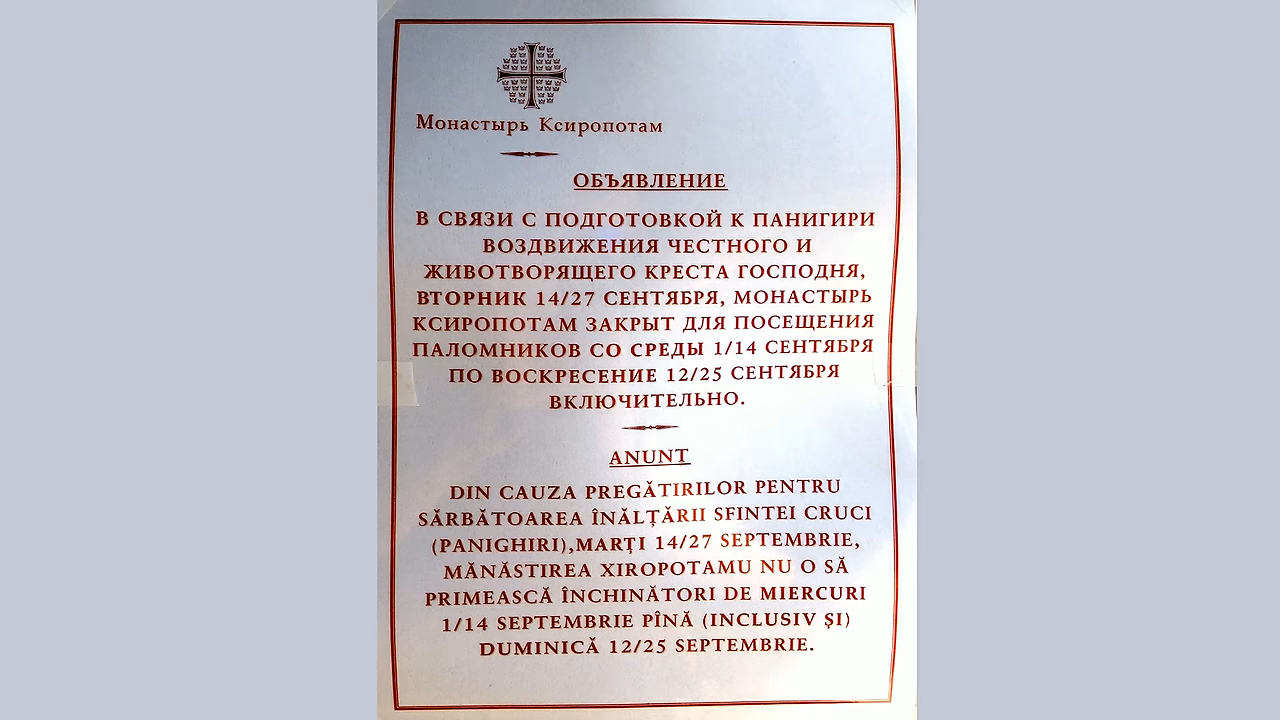 Монастырь Ксиропотам
ОБЪЯВЛЕНИЕ
В СВЯЗИ С ПОДГОТОВКОЙ К ПАНИГИРИ
ВОЗДВИЖЕНИЯ ЧЕСТНОГО И
ЖИВОТВОРЯЩЕГО КРЕСТА ГОСПОДНЯ,
ВТОРНИК 14/27 СЕНТЯБРЯ, МОНАСТЫРЬ
КСИРОПОТАМ ЗАКРЫТ ДЛЯ ПОСЕЩЕНИЯ
ПАЛОМНИКОВ СО СРЕДЫ 1/14 СЕНТЯБРЯ
ПО ВОСКРЕСЕНИЕ 12/25 СЕНТЯБРЯ
ВКЛЮЧИТЕЛЬНО.
ANUNȚ
DIN CAUZA PREGĂTIRILOR PENTRU
SĂRBĂTOAREA ÎNĂLȚĂRII SFINTEI CRUCI
(PANIGHIRI),MARȚI 14/27 SEPTEMBRIE,
MĂNĂSTIREA XIROPOTAMU NU O SĂ
PRIMEASCĂ ÎNCHINĂTORI DE MIERCURI
1/14 SEPTEMBRIE PÎNĂ (INCLUSIV ȘI)
DUMINICĂ 12/25 SEPTEMBRIE.